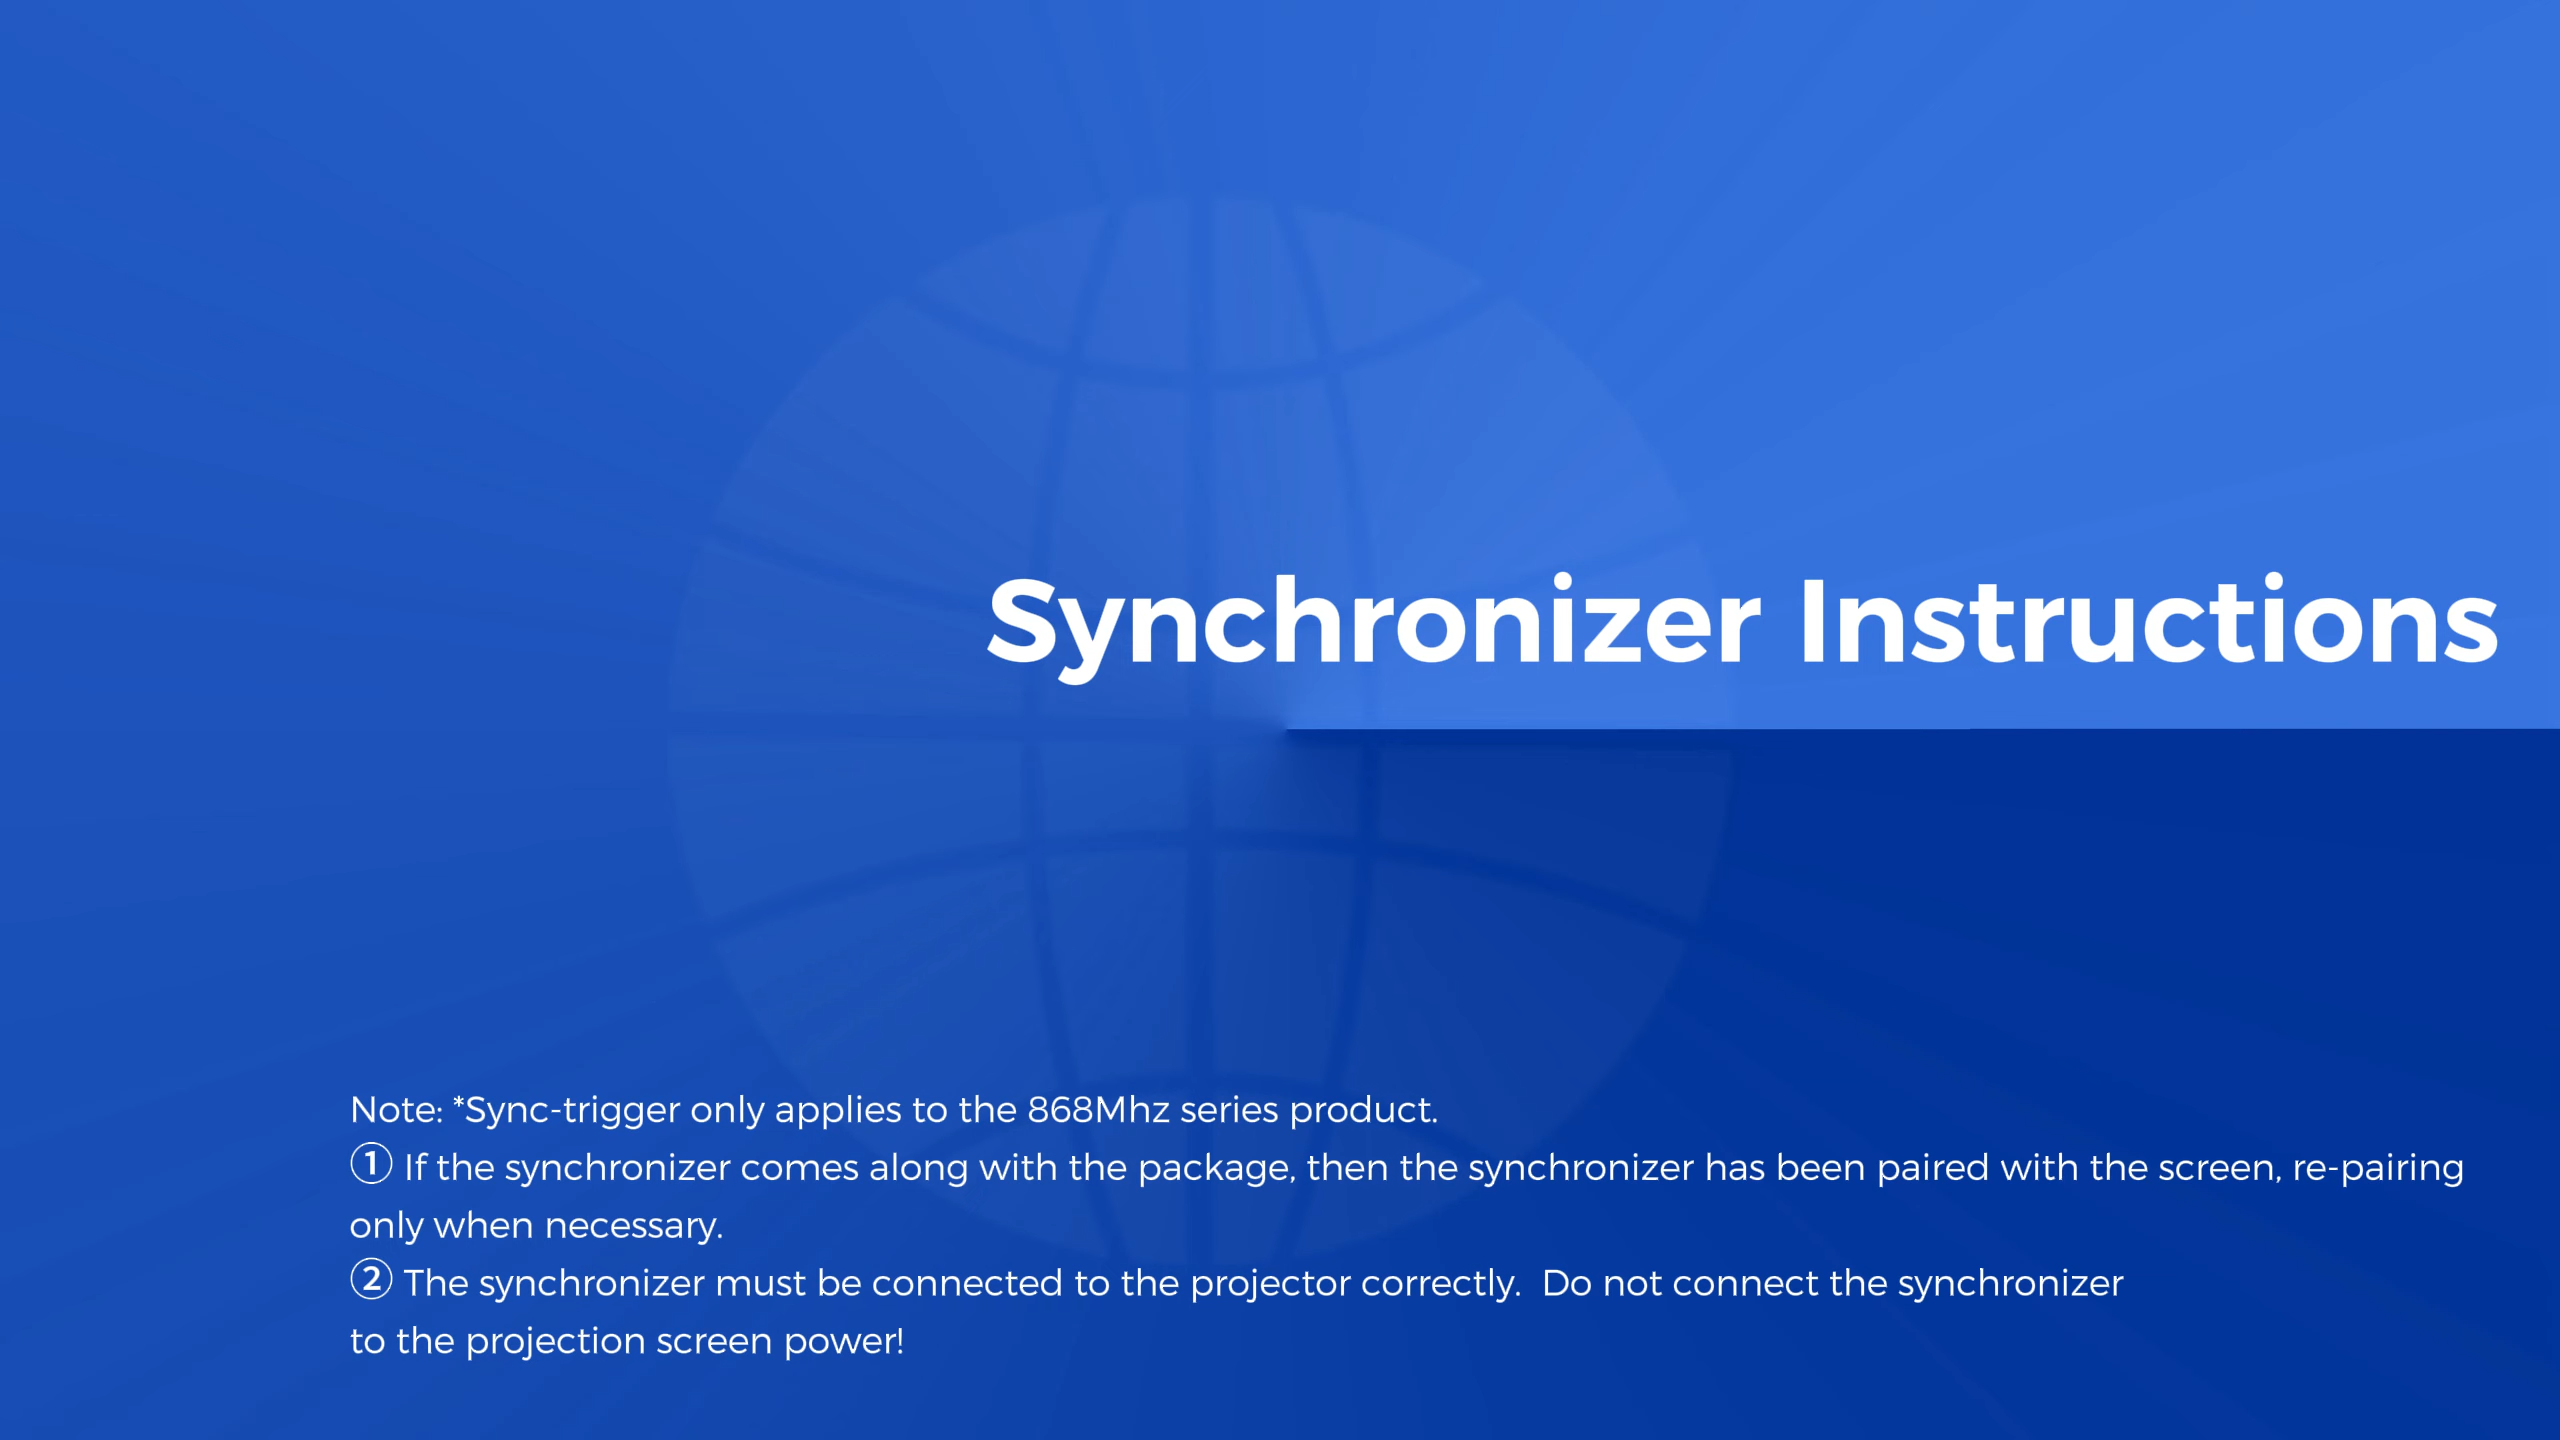 Synchronizer Instructions
Note: *Sync-trigger only applies to the 868Mhz series product.
① If the synchronizer comes along with the package, then the synchronizer has been paired with the screen, re-pairing
only when necessary.
② The synchronizer must be connected to the projector correctly.  Do not connect the synchronizer
to the projection screen power!